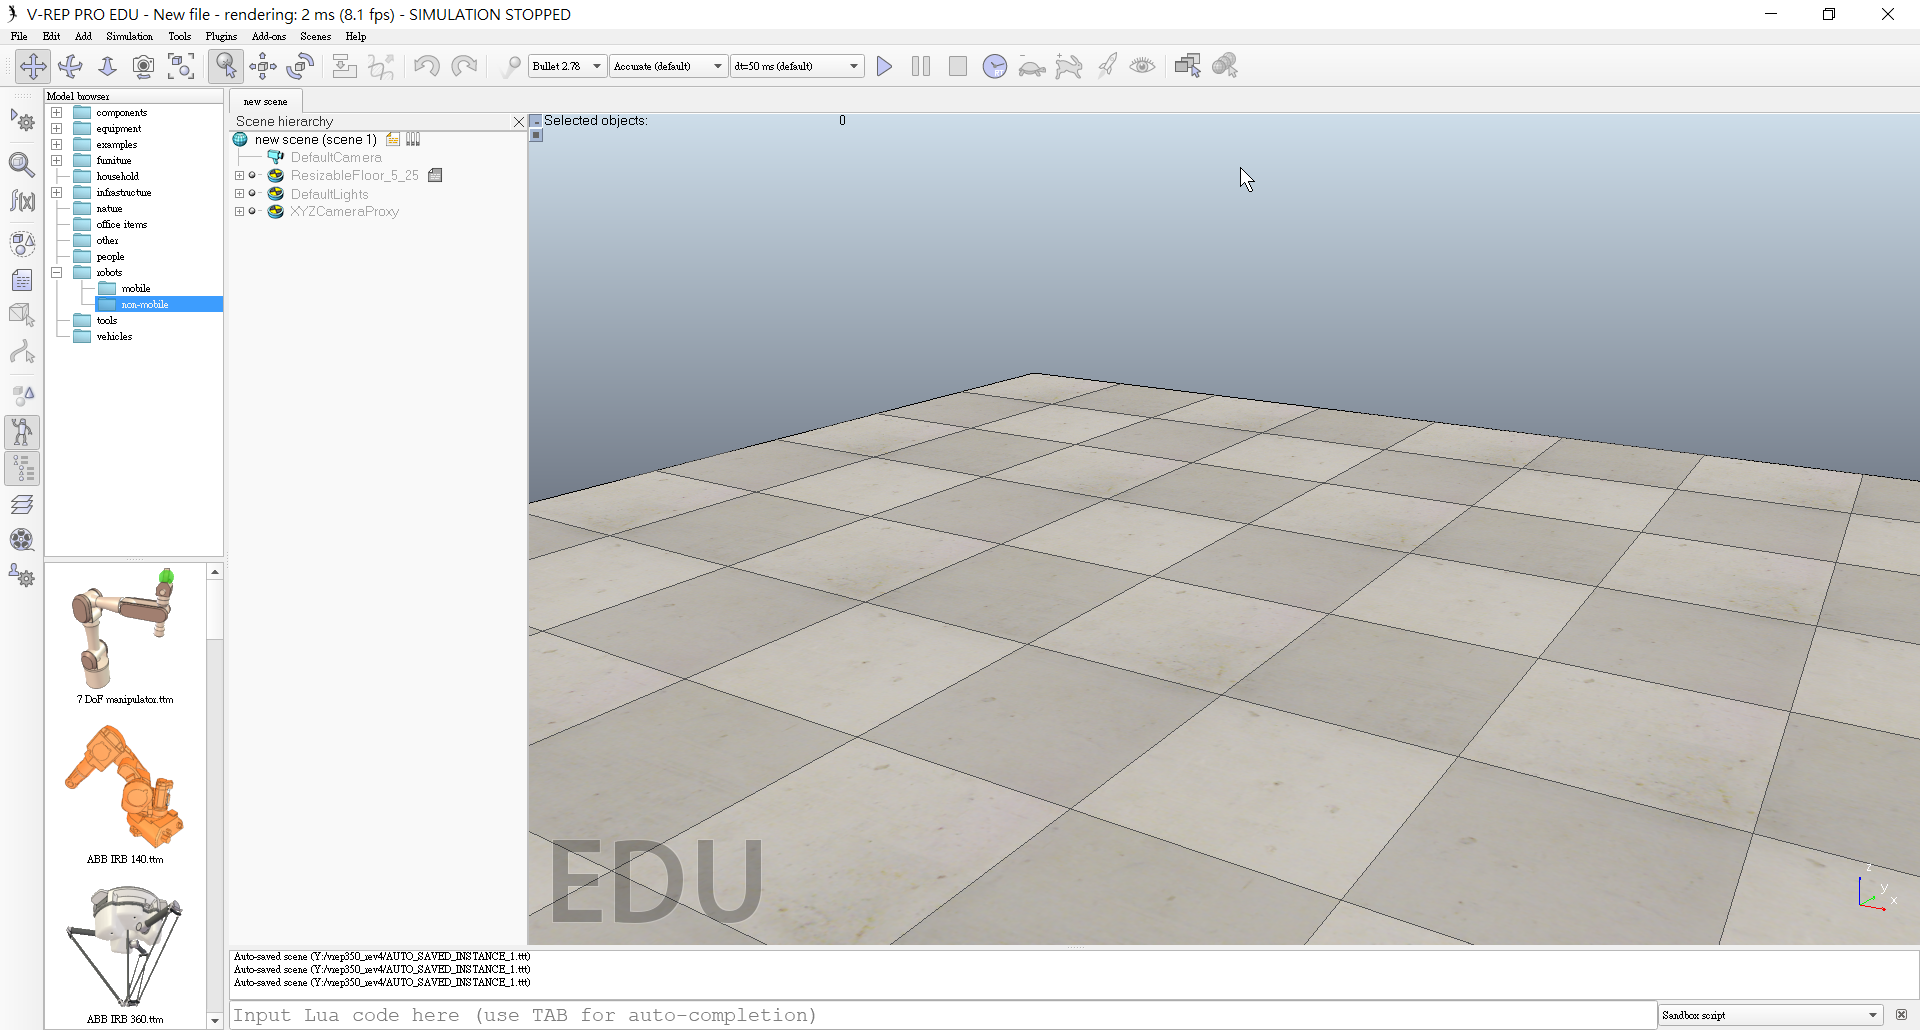 V-REP PRO EDU - New file - rendering: 2 ms (8.1 fps) - SIMULATION STOPPED
File Edit Add Simulation Tools Plugins Add-ons Scenes Help
Bullet 2.78 Accurate (default) dt=50 ms (default)
Model browser
components
equipment
examples
furniture
household
infrastructure
nature
office items
other
people
robots
mobile
non-mobile
tools
vehicles
7 DoF manipulator.ttm
ABB IRB 140.ttm
ABB IRB 360.ttm
new scene
Scene hierarchy
new scene (scene 1)
DefaultCamera
ResizableFloor_5_25
DefaultLights
XYZCameraProxy
Selected objects: 0
EDU
z
y
x
Auto-saved scene (Y:/vrep350_rev4/AUTO_SAVED_INSTANCE_1.ttt)
Auto-saved scene (Y:/vrep350_rev4/AUTO_SAVED_INSTANCE_1.ttt)
Auto-saved scene (Y:/vrep350_rev4/AUTO_SAVED_INSTANCE_1.ttt)
Input Lua code here (use TAB for auto-completion)
Sandbox script